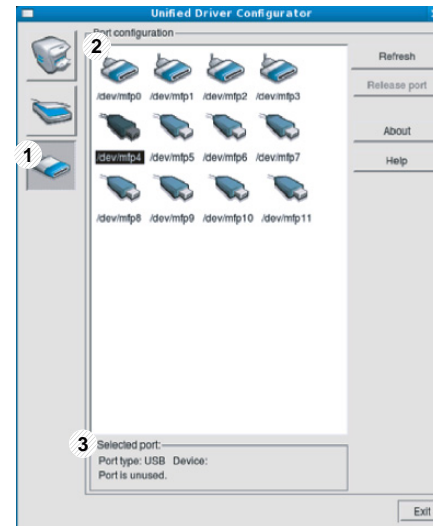 Unified Driver Configurator
Port configuration
2
Refresh
Release port
About
Help
1
/dev/mfp0 /dev/mfp1 /dev/mfp2 /dev/mfp3
/dev/mfp4 /dev/mfp5 /dev/mfp6 /dev/mfp7
/dev/mfp8 /dev/mfp9 /dev/mfp10 /dev/mfp11
3
Selected port:
Port type: USB Device:
Port is unused.
Exit